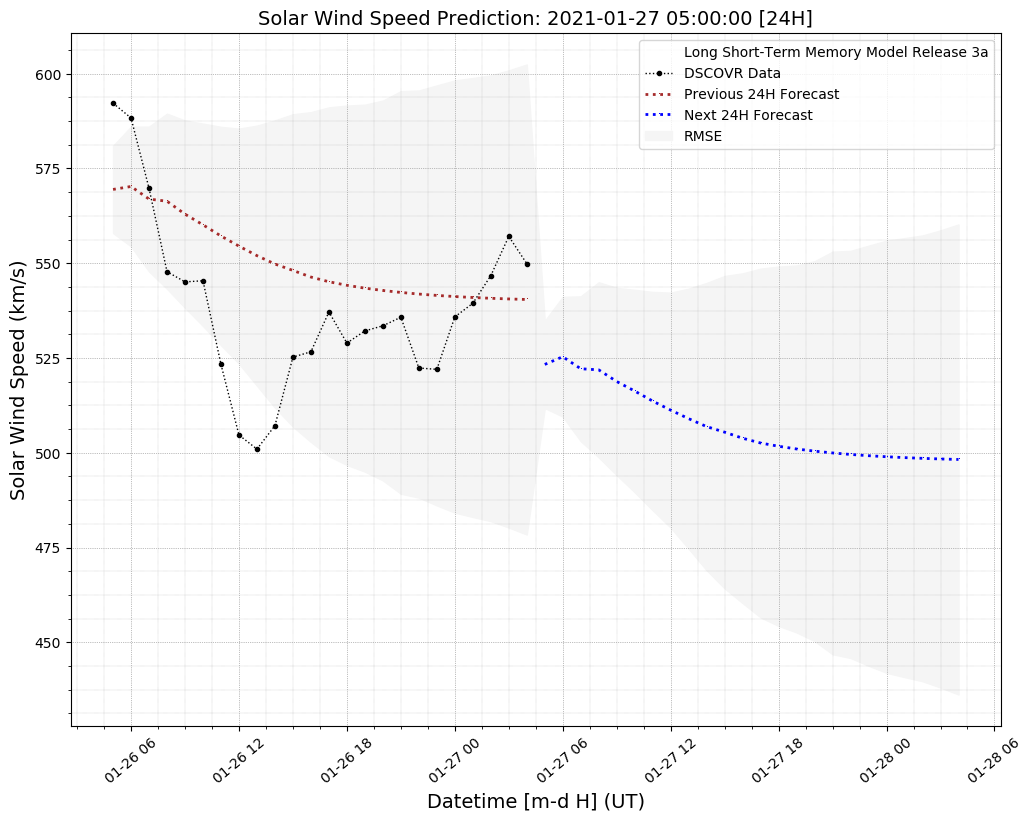 Solar Wind Speed Prediction: 2021-01-27 05:00:00 [24H]
Long Short-Term Memory Model Release 3a
DSCOVR Data
Previous 24H Forecast
Next 24H Forecast
RMSE
Solar Wind Speed (km/s)
600
575
550
525
500
475
450
01-26 06
01-26 12
01-26 18
01-27 00
01-27 06
01-27 12
01-27 18
01-28 00
01-28 06
Datetime [m-d H] (UT)